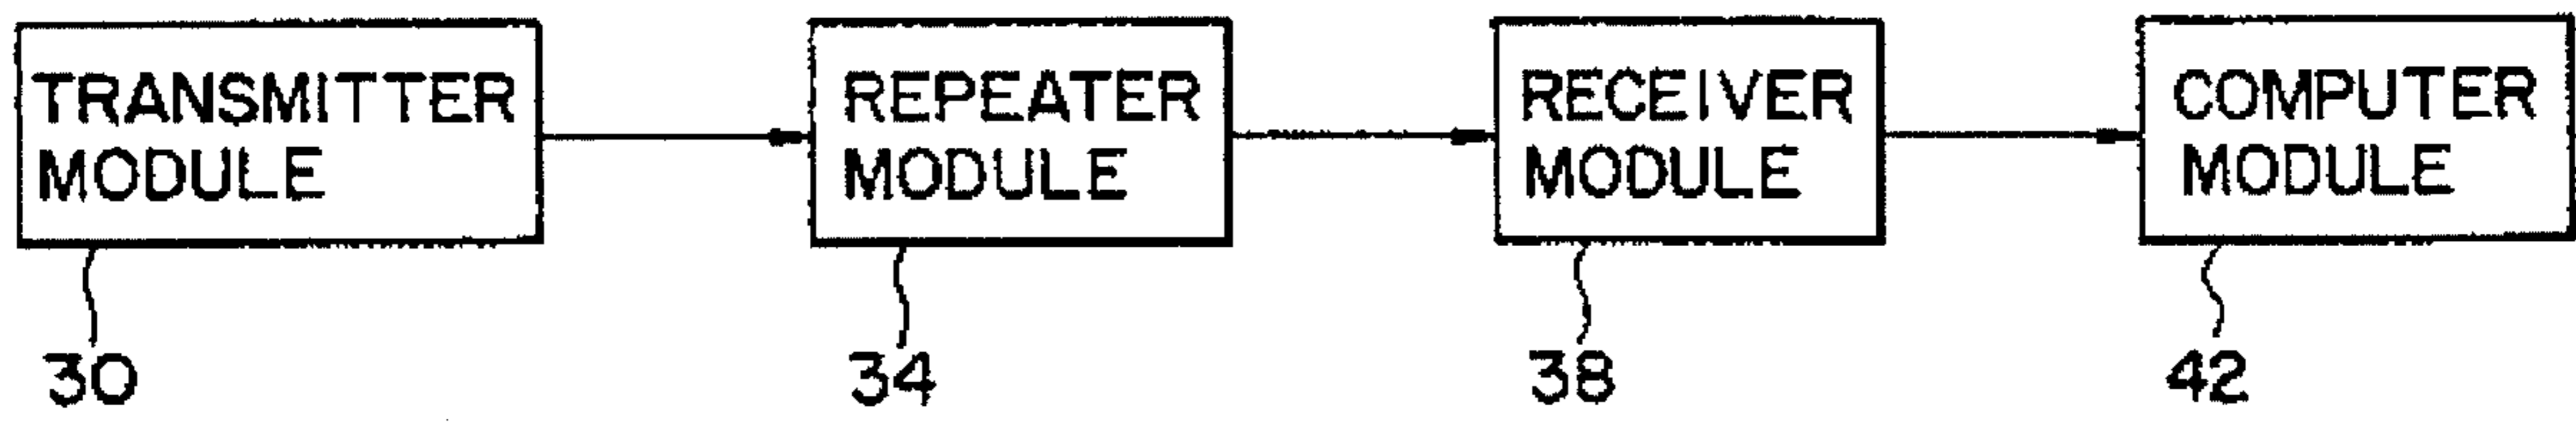 TRANSMITTER
MODULE
REPEATER
MODULE
RECEIVER
MODULE
COMPUTER
MODULE
30
34
38
42